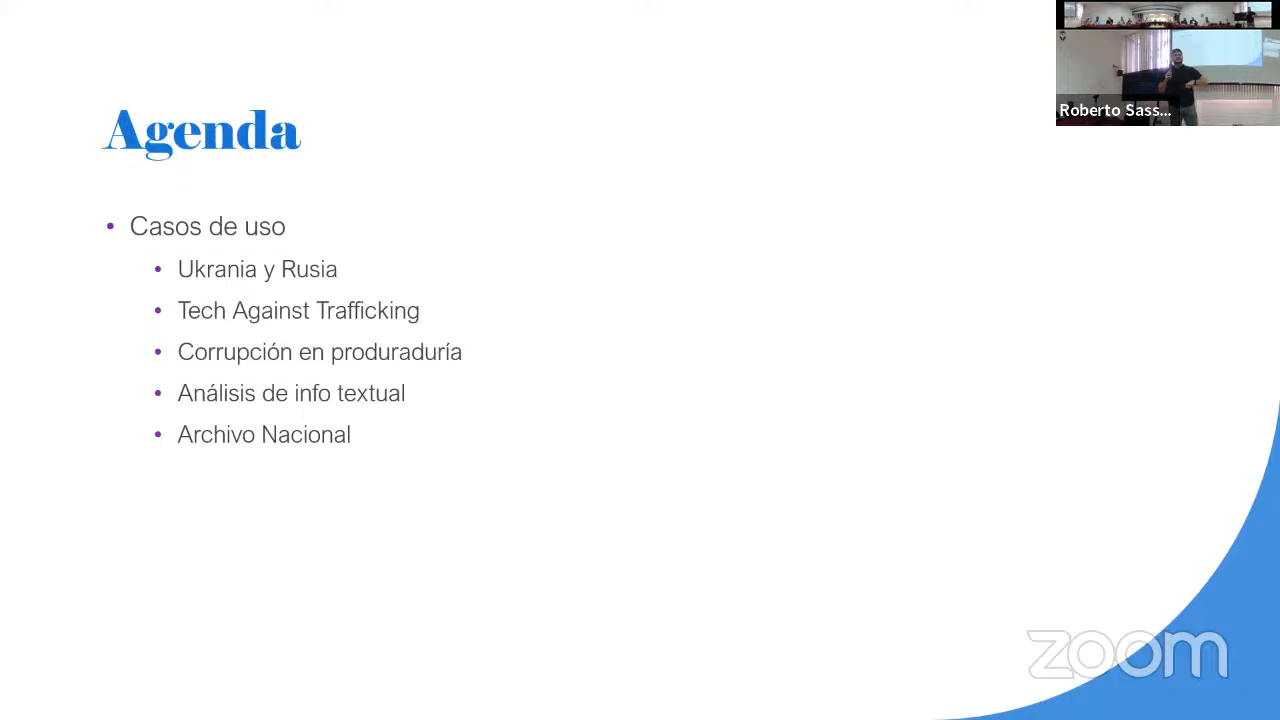 Agenda
• Casos de uso
• Ukrania y Rusia
• Tech Against Trafficking
• Corrupción en produraduría
• Análisis de info textual
• Archivo Nacional
Roberto Sass...
zoom